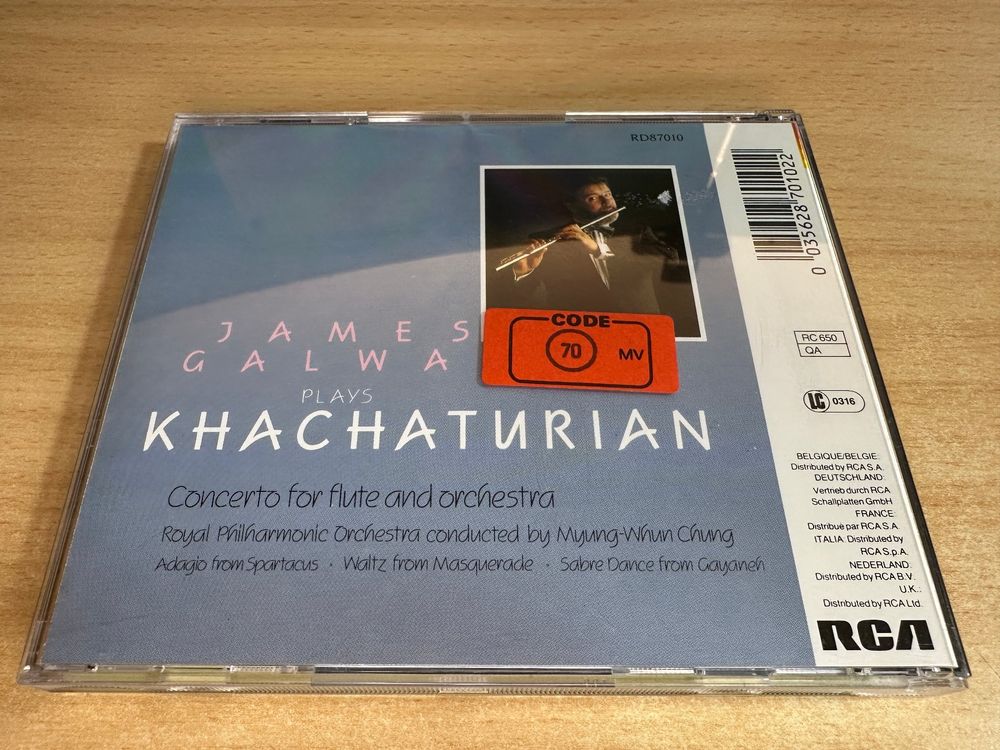 RD87010
JAMES
GALWA
PLAYS
KHACHATURIAN
Concerto for flute and orchestra
Royal Philharmonic Orchestra conducted by Myung-Whun Chung
Adagio from Spartacus · Waltz from Masquerade · Sabre Dance from Gayaneh
CODE
70
MV
0 035628 701022
RC 650
QA
LC 0316
BELGIQUE/BELGIE:
Distributed by RCA S.A.
DEUTSCHLAND:
Vertrieb durch RCA
Schallplatten GmbH
FRANCE:
Distribué par RCA S.A.
ITALIA: Distributed by
RCA S.p.A.
NEDERLAND:
Distributed by RCA B.V.
U.K.:
Distributed by RCA Ltd.
RCA